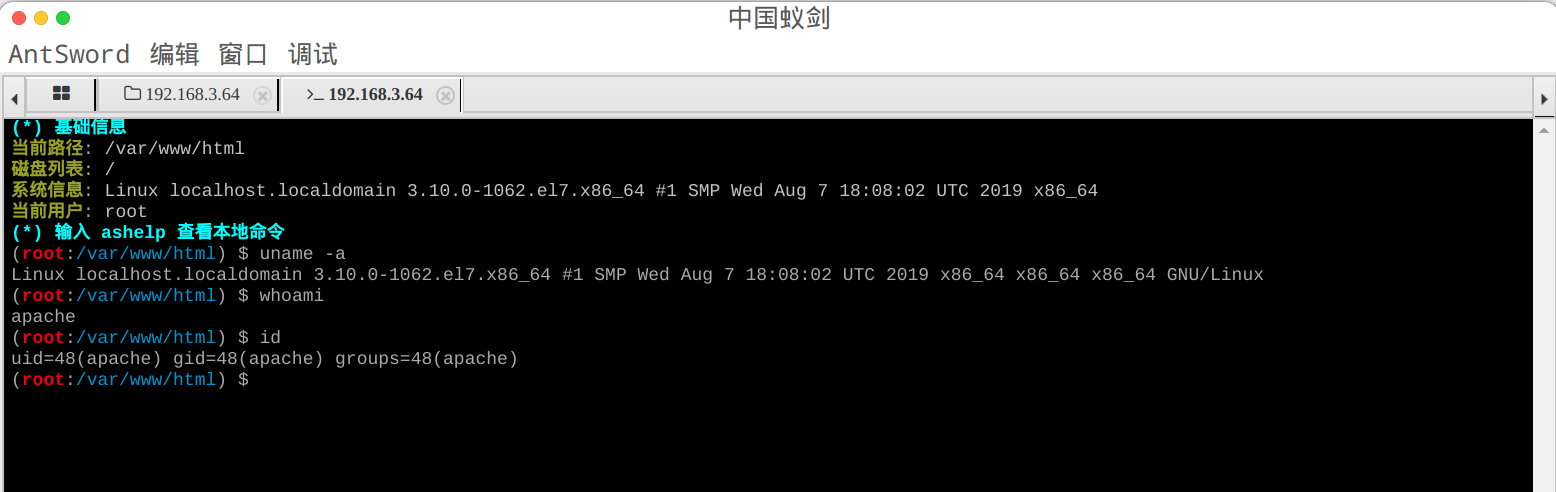 中国蚁剑
AntSword 编辑 窗口 调试
192.168.3.64 >_ 192.168.3.64
(*) 基础信息
当前路径: /var/www/html
磁盘列表: /
系统信息: Linux localhost.localdomain 3.10.0-1062.el7.x86_64 #1 SMP Wed Aug 7 18:08:02 UTC 2019 x86_64
当前用户: root
(*) 输入 ashelp 查看本地命令
(root:/var/www/html) $ uname -a
Linux localhost.localdomain 3.10.0-1062.el7.x86_64 #1 SMP Wed Aug 7 18:08:02 UTC 2019 x86_64 x86_64 x86_64 GNU/Linux
(root:/var/www/html) $ whoami
apache
(root:/var/www/html) $ id
uid=48(apache) gid=48(apache) groups=48(apache)
(root:/var/www/html) $